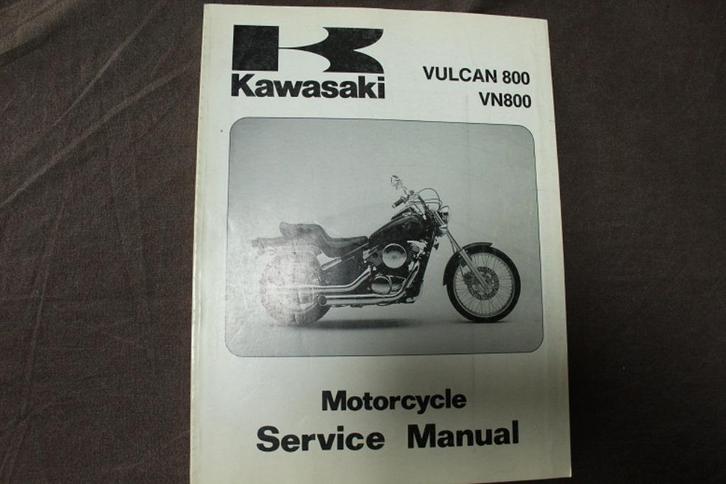 Kawasaki
VULCAN 800
VN800
Motorcycle
Service Manual